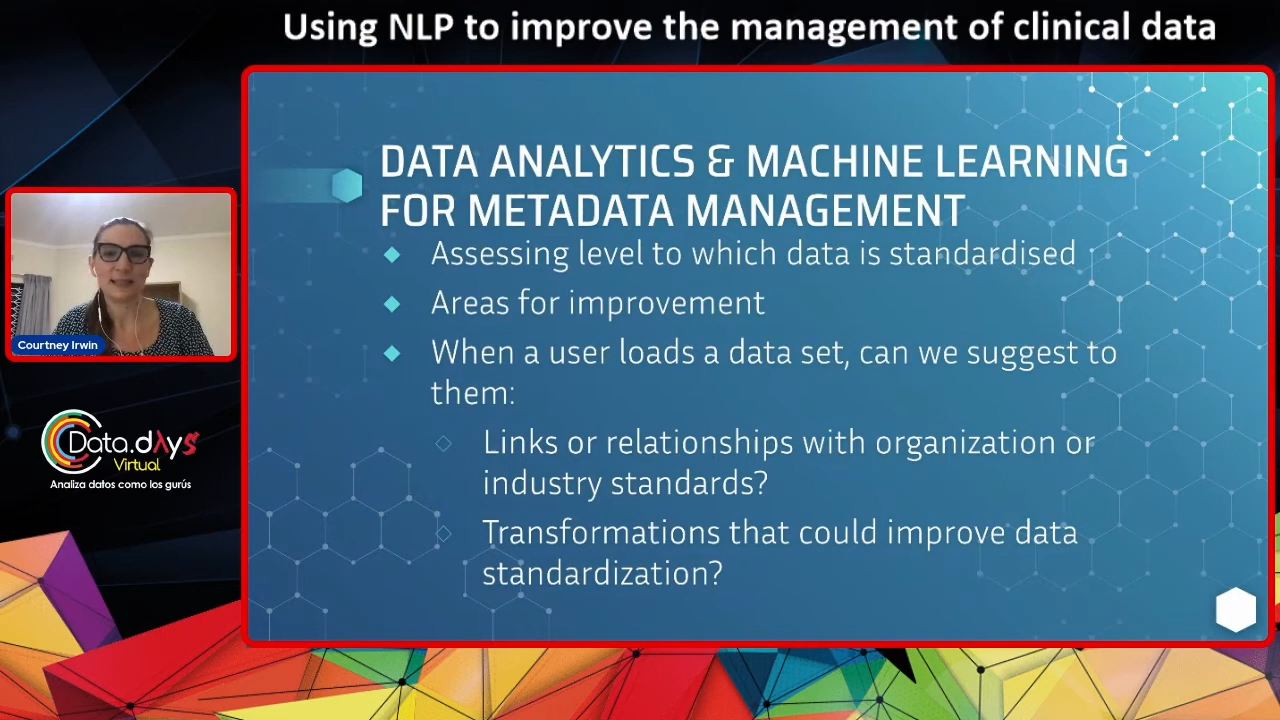 Using NLP to improve the management of clinical data
DATA ANALYTICS & MACHINE LEARNING
FOR METADATA MANAGEMENT
Assessing level to which data is standardised
Areas for improvement
When a user loads a data set, can we suggest to
them:
Links or relationships with organization or
industry standards?
Transformations that could improve data
standardization?
Courtney Irwin
Data.dλys
Virtual
Analiza datos como los gurús